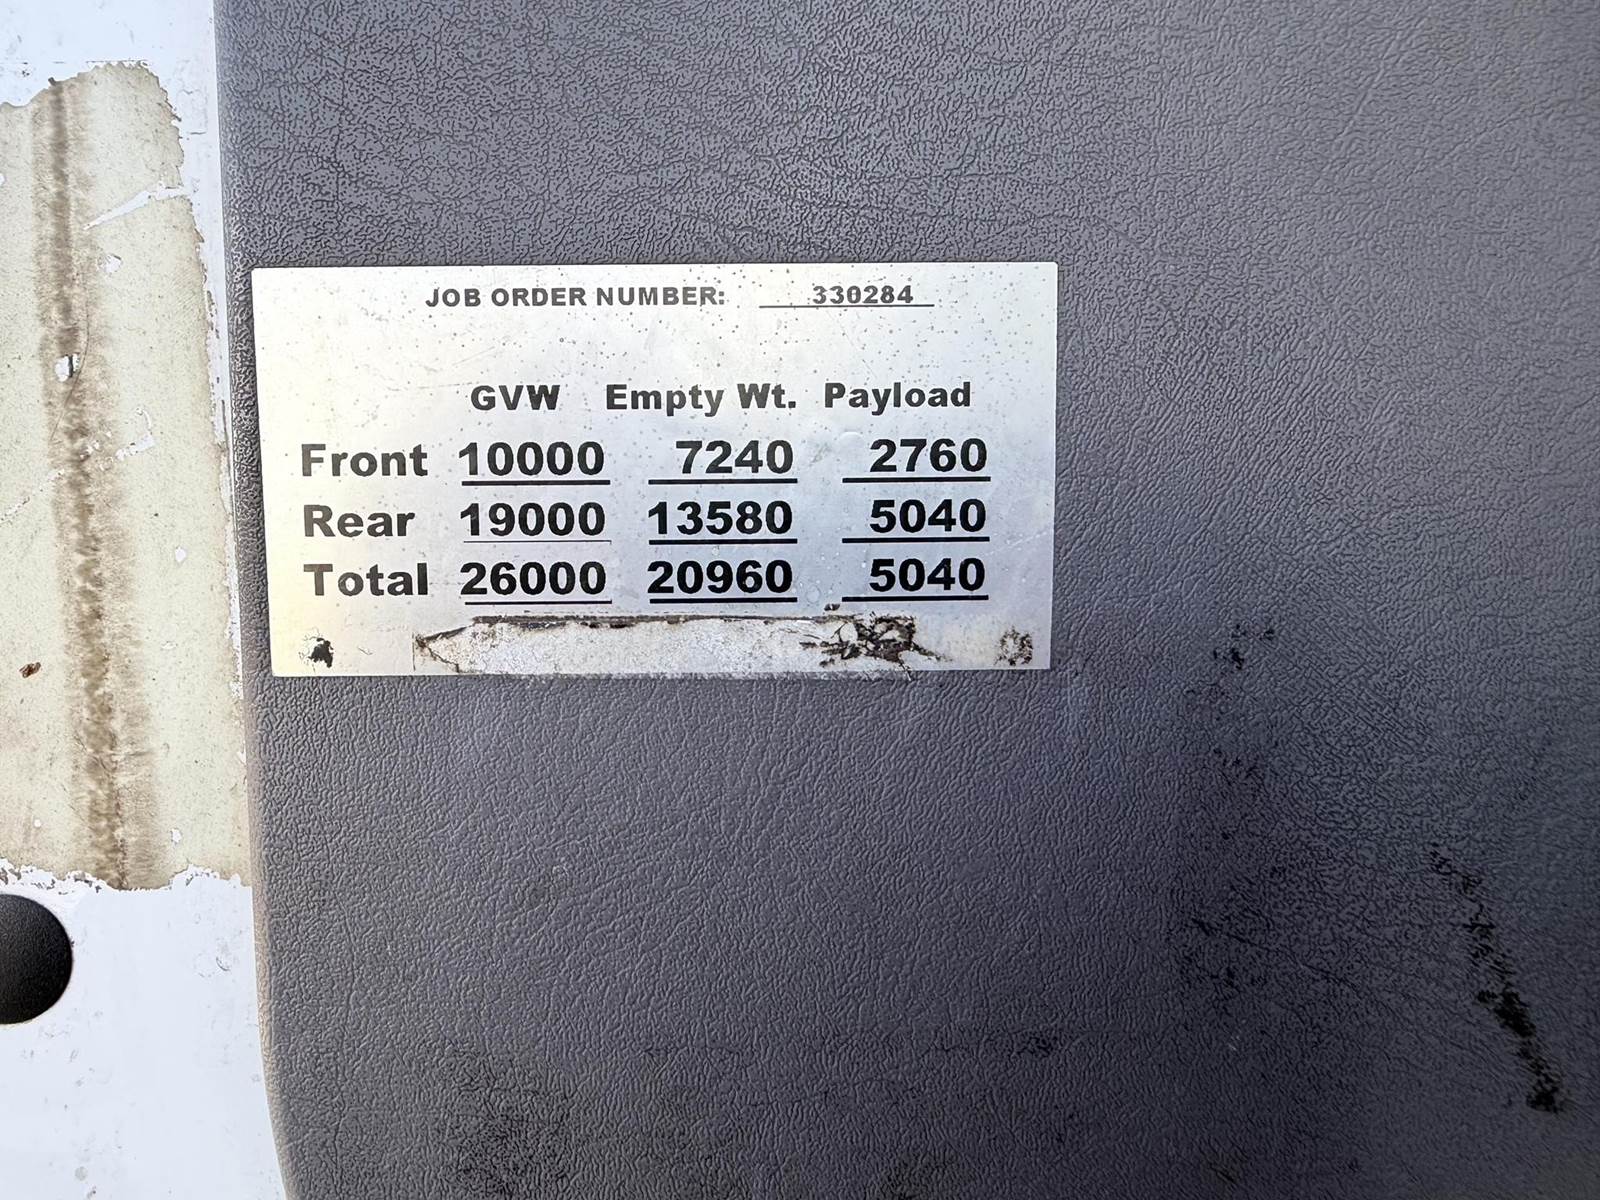 JOB ORDER NUMBER: 330284
GVW Empty Wt. Payload
Front 10000 7240 2760
Rear 19000 13580 5040
Total 26000 20960 5040